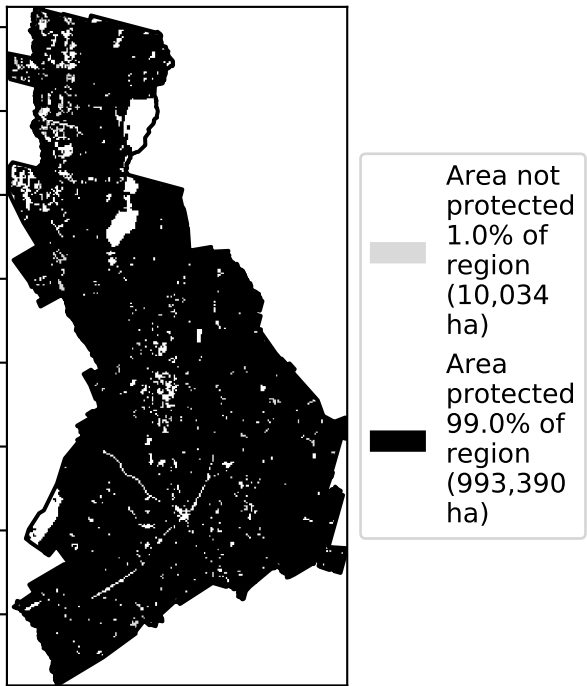 Area not
protected
1.0% of
region
(10,034
ha)
Area
protected
99.0% of
region
(993,390
ha)